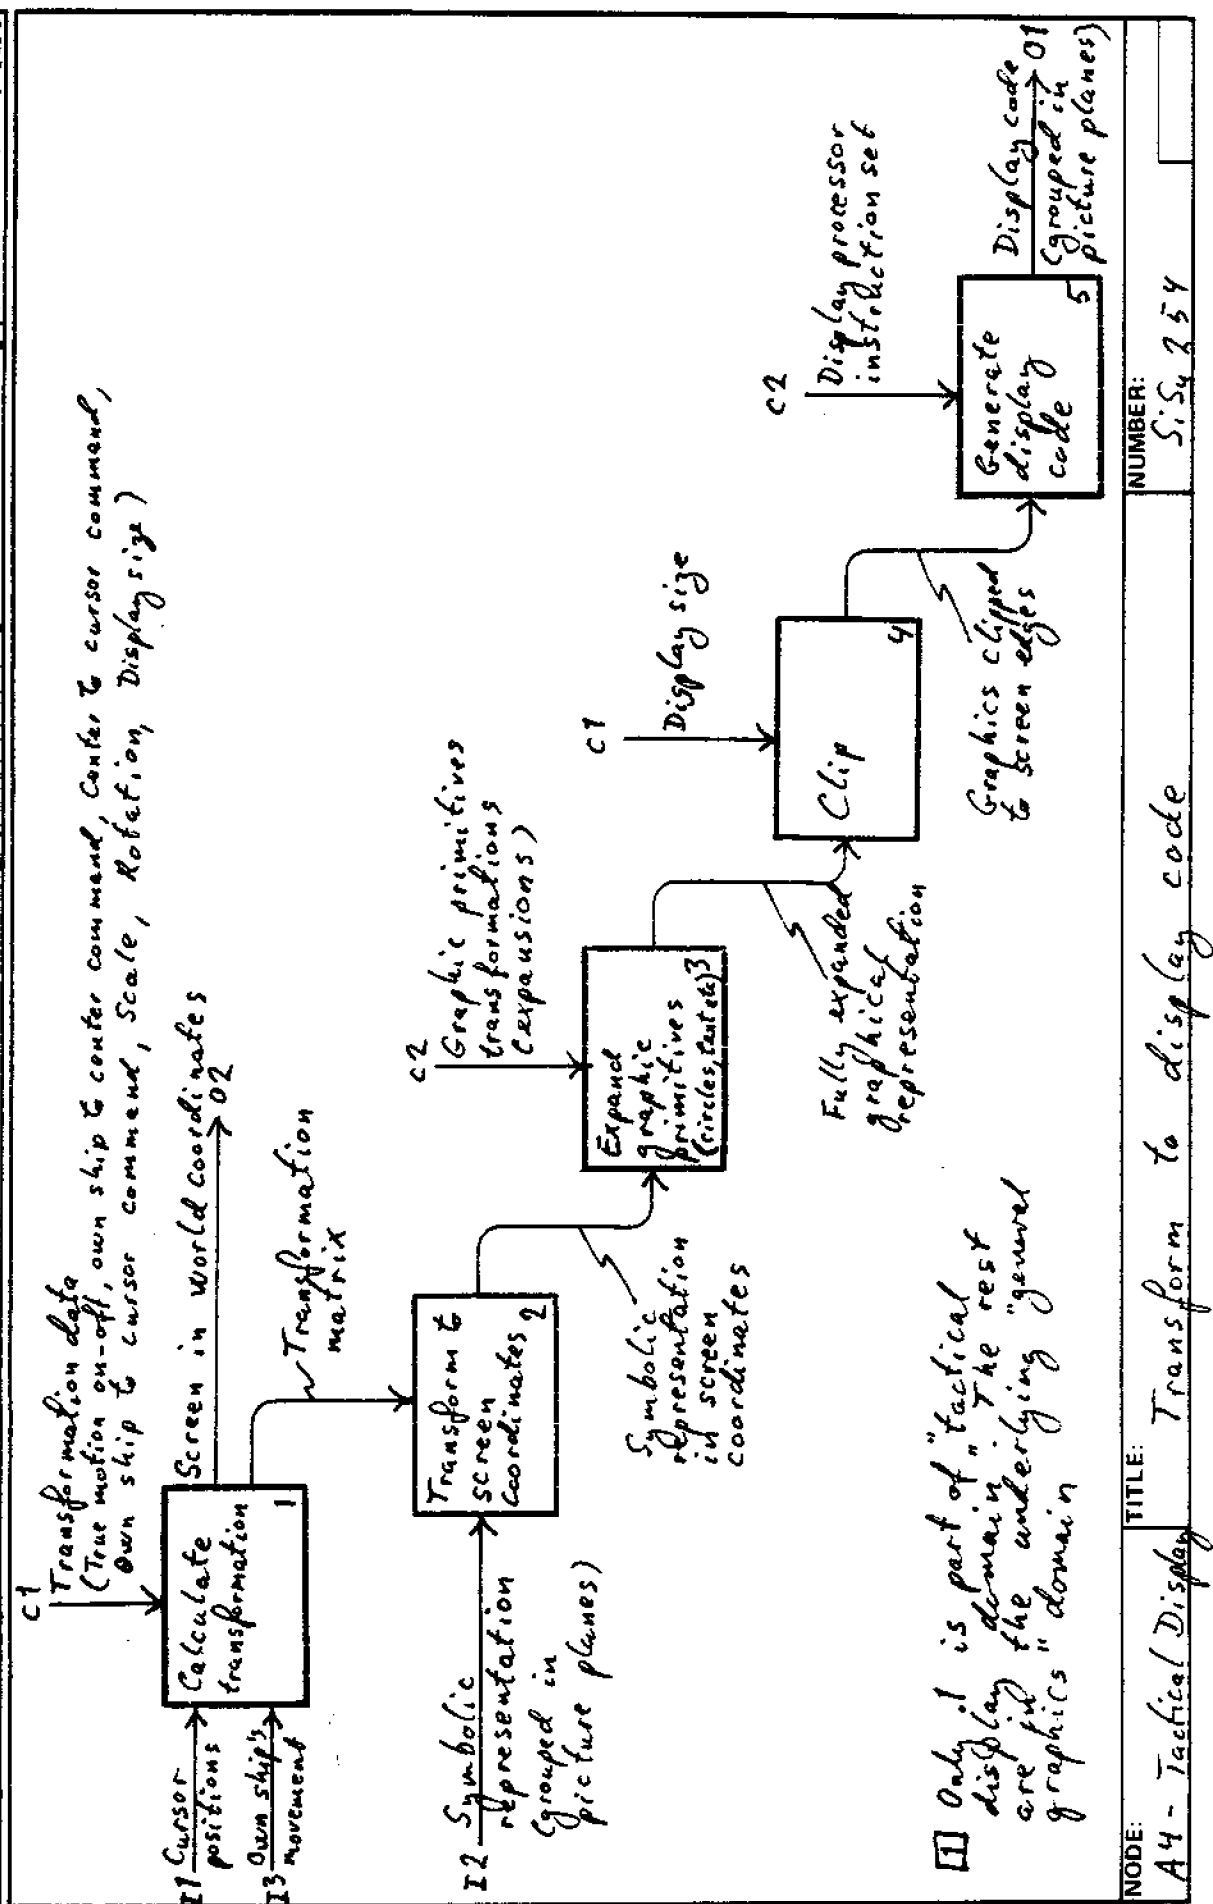 C1
Transformation data
(True motion on-off, own ship to center command, Center to cursor command,
Own ship to cursor command, Scale, Rotation, Display size)
I1 Cursor
positions
I3 Own ship's
movement
Calculate
transformation
1
Screen in World Coordinates
O2
Transformation
matrix
I2 Symbolic
representation
(grouped in
picture planes)
Transform to
screen
Coordinates 2
Symbolic
representation
in screen
coordinates
C2
Graphic primitives
transformations
(expansions)
Expand
graphic
primitives
(circles, text etc) 3
Fully expanded
graphical
representation
C1
Display size
Clip
4
Graphics clipped
to screen edges
C2
Display processor
instruction set
Generate
display
code
5
Display code
O1
(grouped in
picture planes)
1 Only .1 is part of "tactical
display" domain. The rest
are in the underlying "general
graphics" domain
NODE:
A4 - Tactical Display
TITLE:
Transform to display code
NUMBER:
SiSy 254